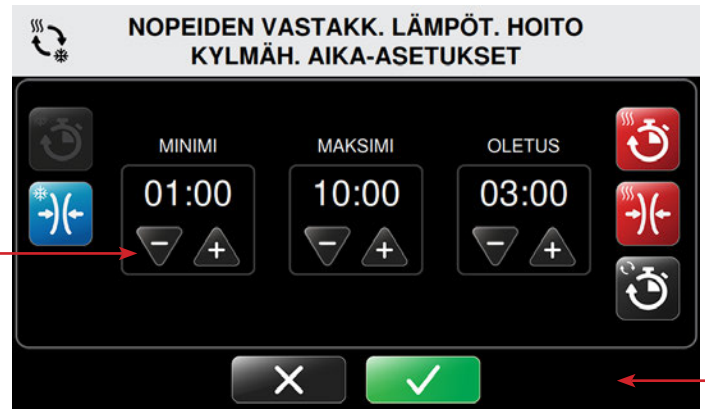 NOPEIDEN VASTAKK. LÄMPÖT. HOITO
KYLMÄH. AIKA-ASETUKSET
MINIMI MAKSIMI OLETUS
01:00 10:00 03:00
− + − + − +